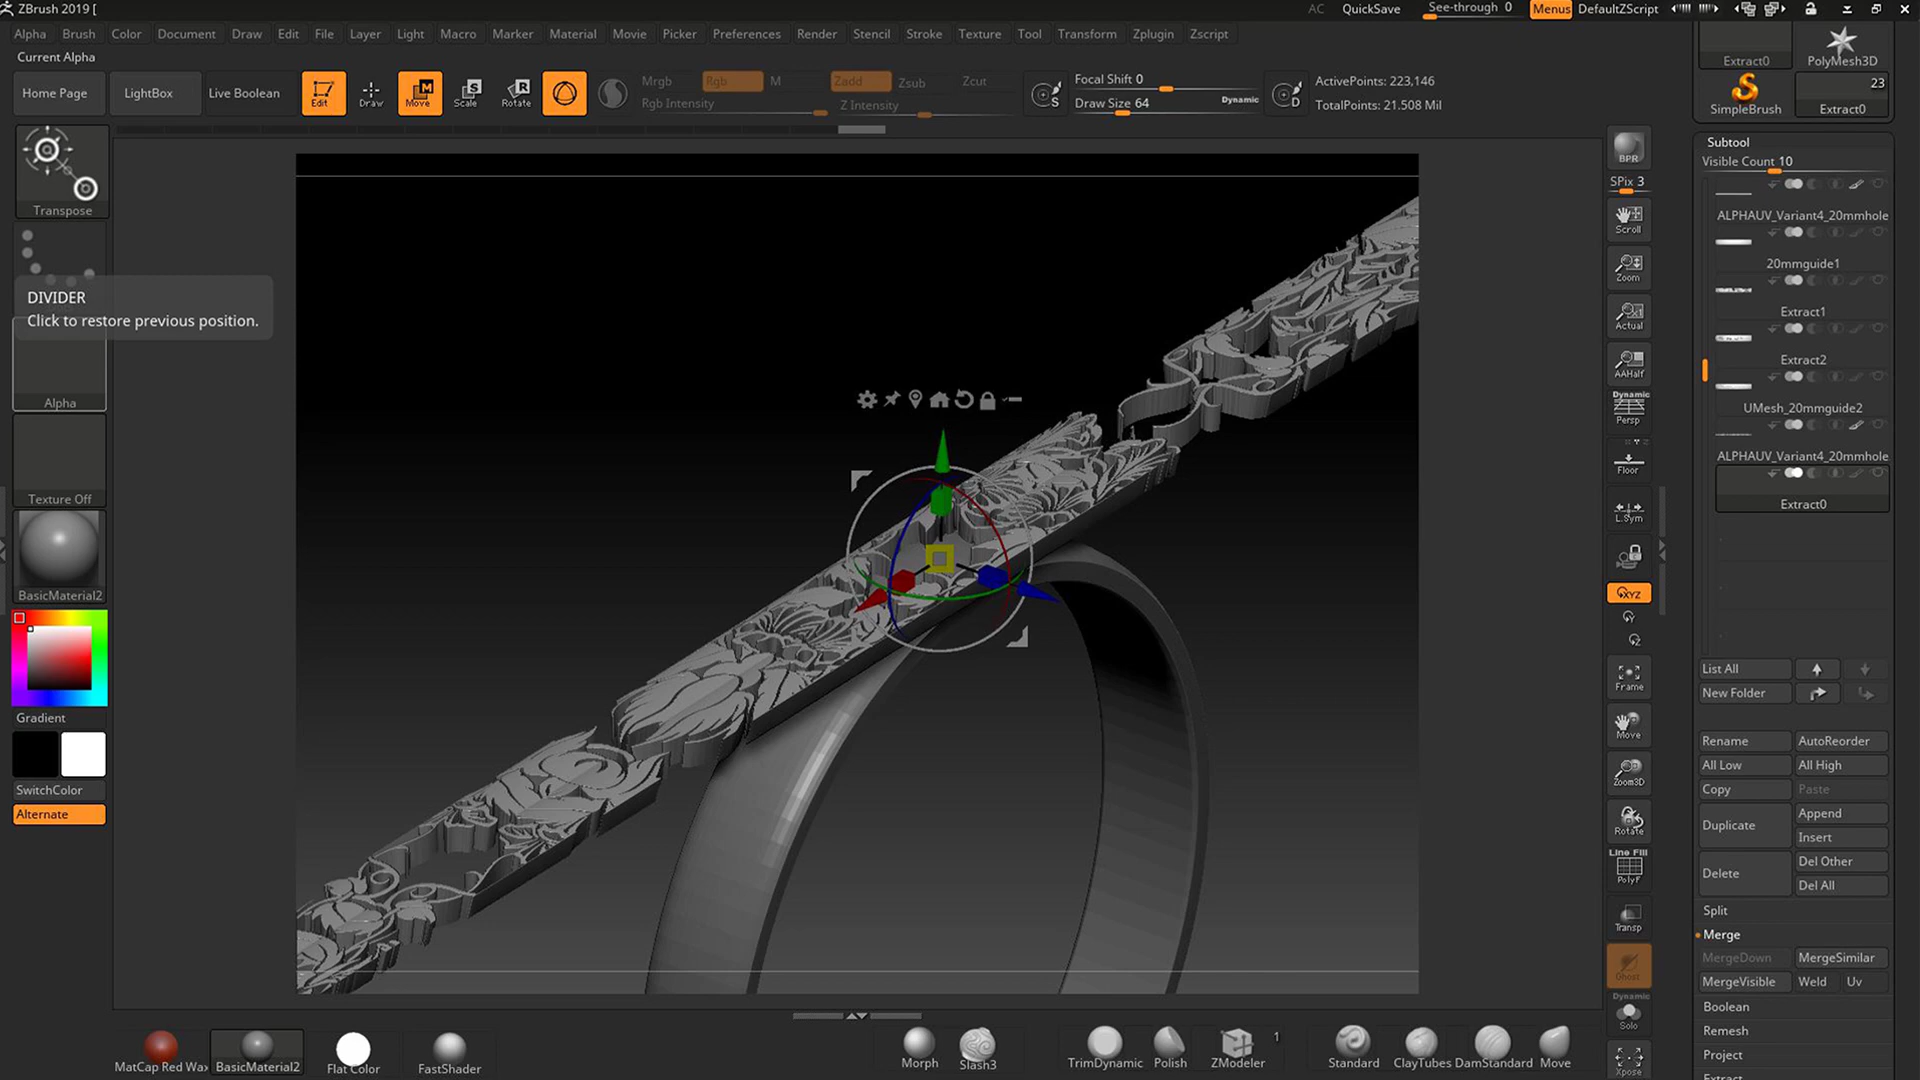 ZBrush 2019 [
AC QuickSave See-through 0 Menus DefaultZScript
Alpha Brush Color Document Draw Edit File Layer Light Macro Marker Material Movie Picker Preferences Render Stencil Stroke Texture Tool Transform Zplugin Zscript
Current Alpha
Home Page LightBox Live Boolean Edit Draw Move Scale Rotate
Mrgb Rgb M Zadd Zsub Zcut
Rgb Intensity Z Intensity
Focal Shift 0
Draw Size 64 Dynamic
ActivePoints: 223,146
TotalPoints: 21.508 Mil
Extract0 PolyMesh3D
23
SimpleBrush Extract0
Transpose
DIVIDER
Click to restore previous position.
Alpha
Texture Off
BasicMaterial2
Gradient
SwitchColor
Alternate
BPR
SPix 3
Scroll
Zoom
Actual
AAHalf
Dynamic
Persp
Floor
L.Sym
XYZ
Frame
Move
Zoom3D
Rotate
Line Fill
PolyF
Transp
Ghost
Dynamic
Solo
Xpose
Subtool
Visible Count 10
ALPHAUV_Variant4_20mmhole
20mmguide1
Extract1
Extract2
UMesh_20mmguide2
ALPHAUV_Variant4_20mmhole
Extract0
List All
New Folder
Rename AutoReorder
All Low All High
Copy Paste
Duplicate Append
Insert
Delete Del Other
Del All
Split
Merge
MergeDown MergeSimilar
MergeVisible Weld Uv
Boolean
Remesh
Project
Extract
MatCap Red Wax BasicMaterial2 Flat Color FastShader Morph Slash3 TrimDynamic Polish ZModeler 1 Standard ClayTubes DamStandard Move